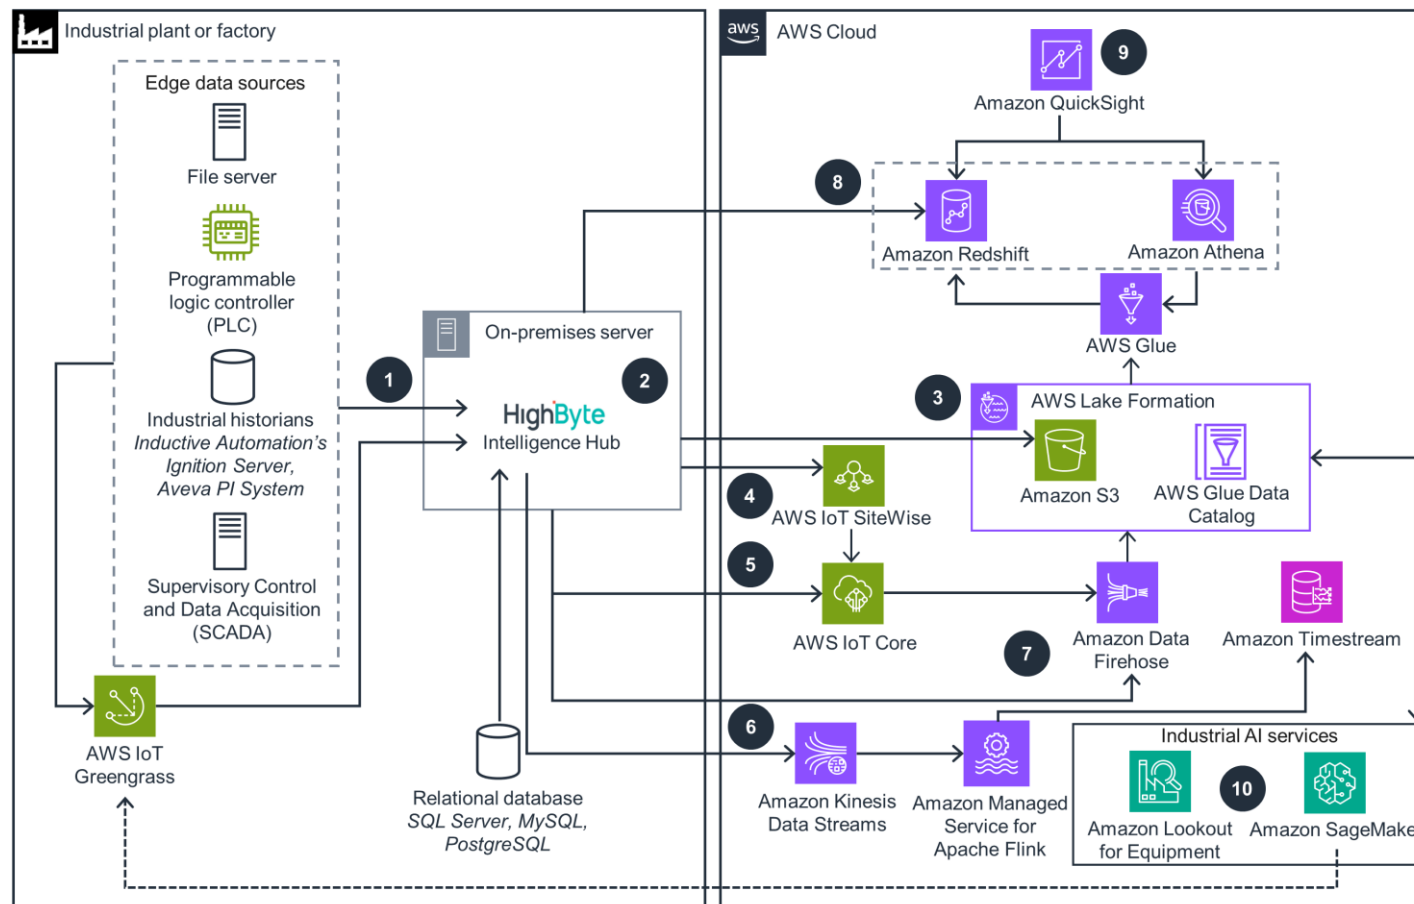 Industrial plant or factory
Edge data sources
File server
Programmable
logic controller
(PLC)
Industrial historians
Inductive Automation's
Ignition Server,
Aveva PI System
Supervisory Control
and Data Acquisition
(SCADA)
AWS IoT
Greengrass
1
On-premises server
2
HighByte
Intelligence Hub
Relational database
SQL Server, MySQL,
PostgreSQL
aws
AWS Cloud
9
Amazon QuickSight
8
Amazon Redshift
Amazon Athena
AWS Glue
3
AWS Lake Formation
Amazon S3
AWS Glue Data
Catalog
4
AWS IoT SiteWise
5
AWS IoT Core
Amazon Data
Firehose
7
Amazon Timestream
6
Amazon Kinesis
Data Streams
Amazon Managed
Service for
Apache Flink
Industrial AI services
10
Amazon Lookout
for Equipment
Amazon SageMake